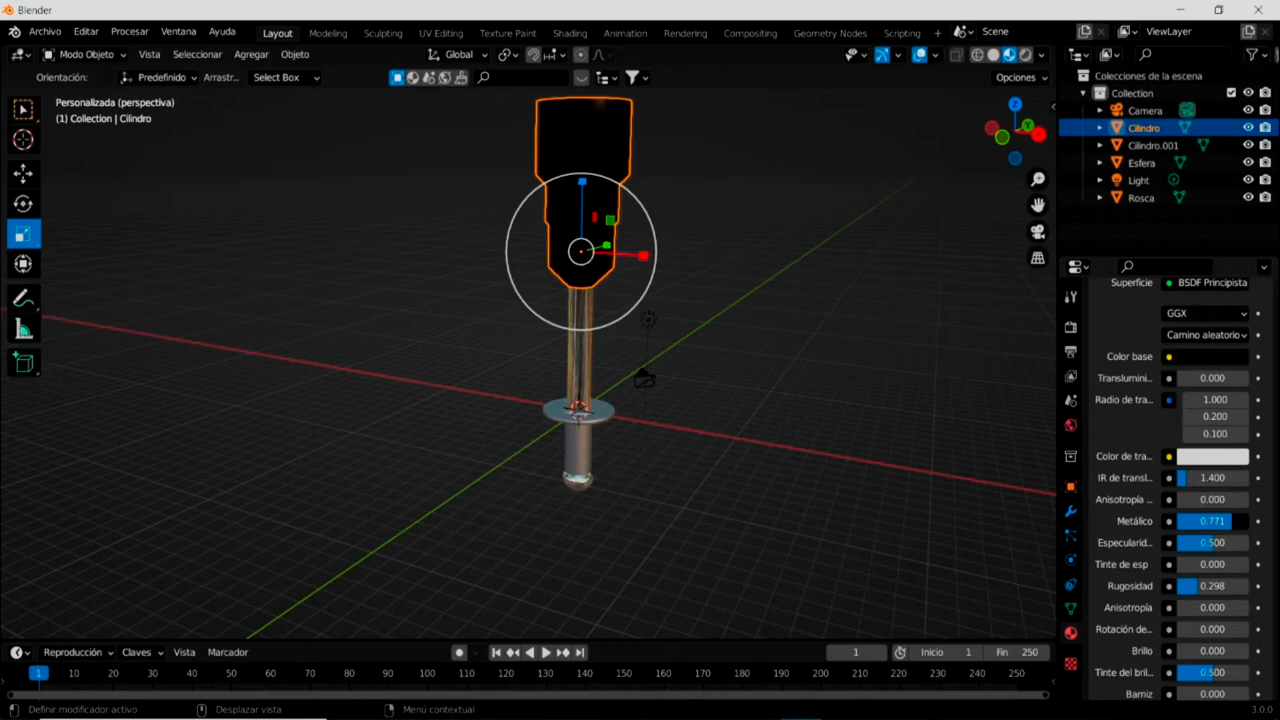 Blender
Archivo Editar Procesar Ventana Ayuda Layout Modeling Sculpting UV Editing Texture Paint Shading Animation Rendering Compositing Geometry Nodes Scripting + Scene ViewLayer
Modo Objeto Vista Seleccionar Agregar Objeto Global
Orientación: Predefinido Arrastr... Select Box Opciones
Personalizada (perspectiva)
(1) Collection | Cilindro
Z
Y
X
Colecciones de la escena
Collection
Camera
Cilindro
Cilindro.001
Esfera
Light
Rosca
Superficie BSDF Principista
GGX
Camino aleatorio
Color base
Translumini... 0.000
Radio de tra... 1.000
0.200
0.100
Color de tra...
IR de transl... 1.400
Anisotropía ... 0.000
Metálico 0.771
Especularid... 0.500
Tinte de esp 0.000
Rugosidad 0.298
Anisotropía 0.000
Rotación de... 0.000
Brillo 0.000
Tinte del bril... 0.500
Barniz 0.000
Reproducción Claves Vista Marcador 1 Inicio 1 Fin 250
1 10 20 30 40 50 60 70 80 90 100 110 120 130 140 150 160 170 180 190 200 210 220 230 240 250
Definir modificador activo Desplazar vista Menú contextual 3.0.0